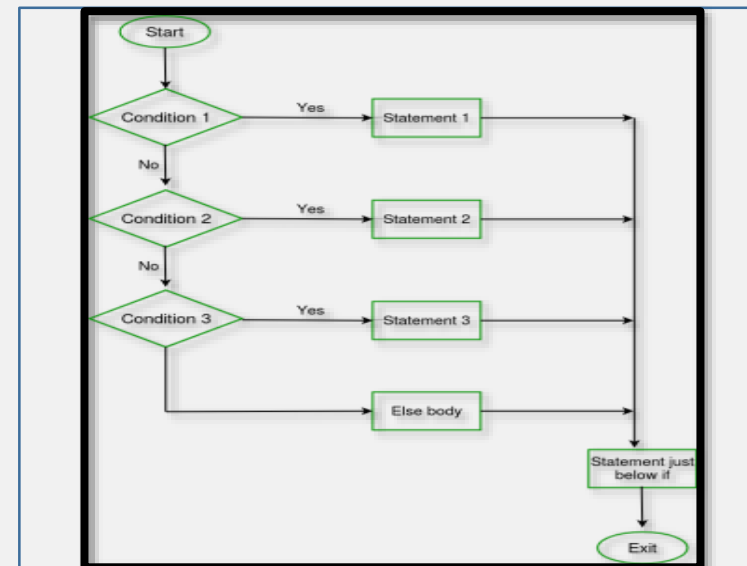 Start
Condition 1
Yes
Statement 1
No
Condition 2
Yes
Statement 2
No
Condition 3
Yes
Statement 3
Else body
Statement just
below if
Exit